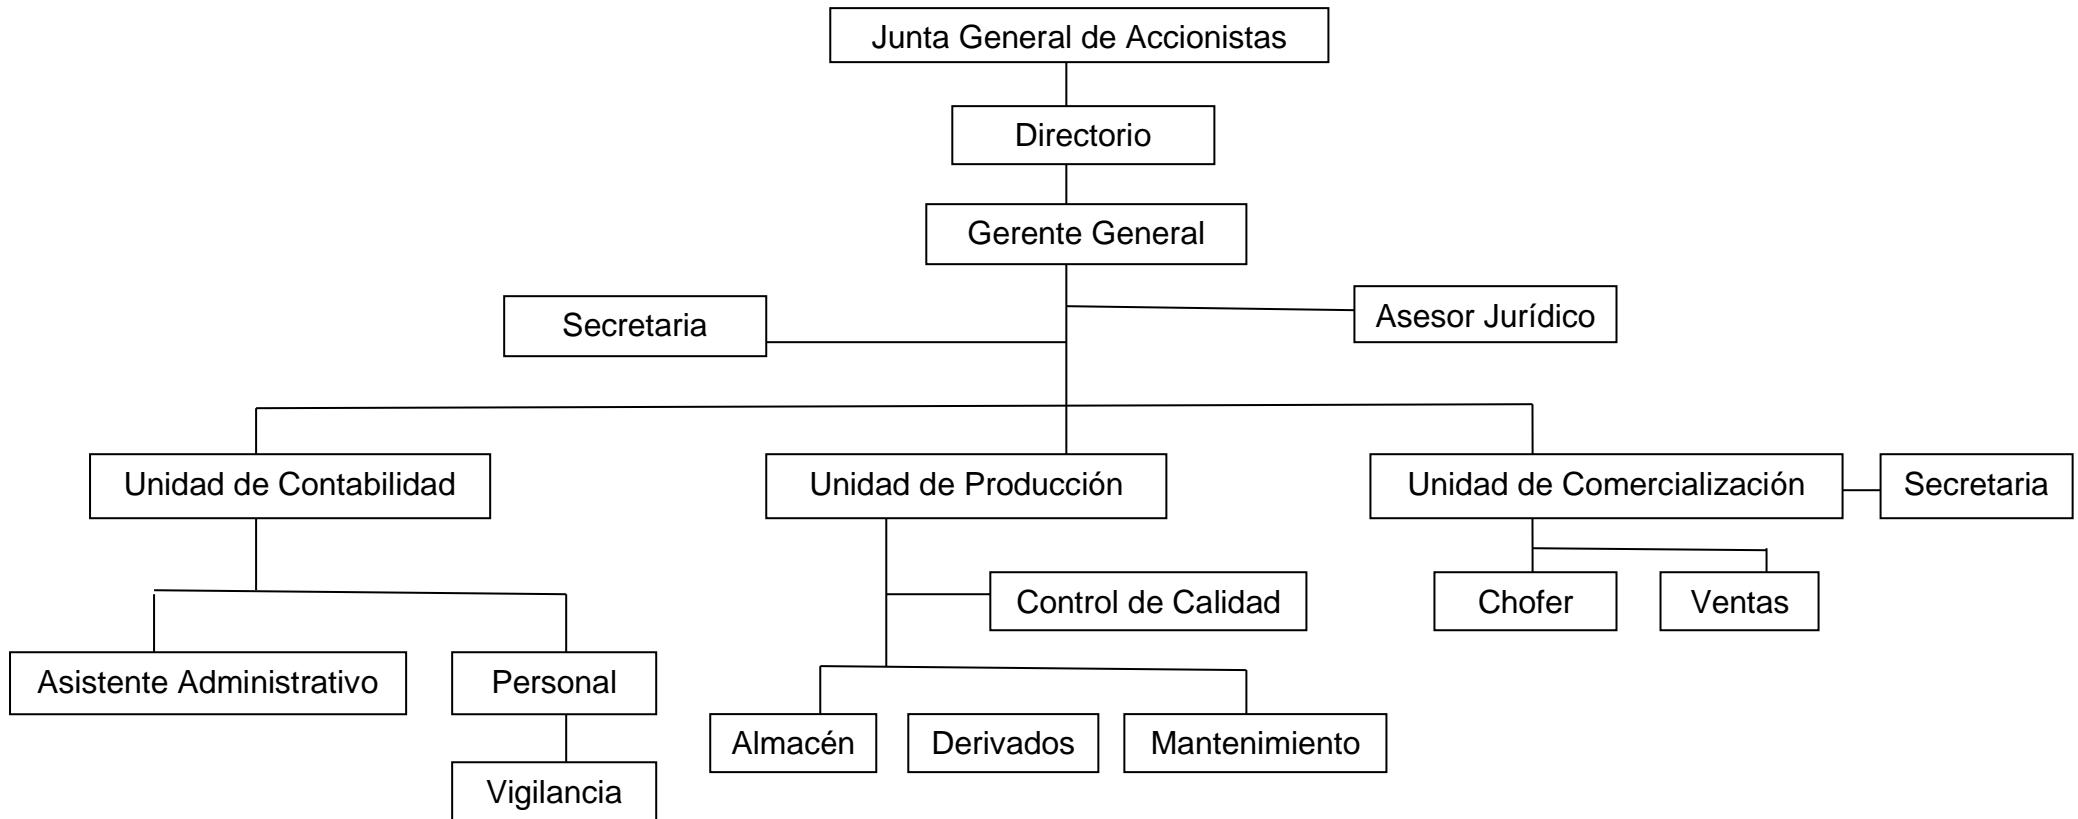 Junta General de Accionistas
Directorio
Gerente General
Secretaria
Asesor Jurídico
Unidad de Contabilidad
Unidad de Producción
Unidad de Comercialización
Secretaria
Control de Calidad
Chofer
Ventas
Asistente Administrativo
Personal
Almacén
Derivados
Mantenimiento
Vigilancia